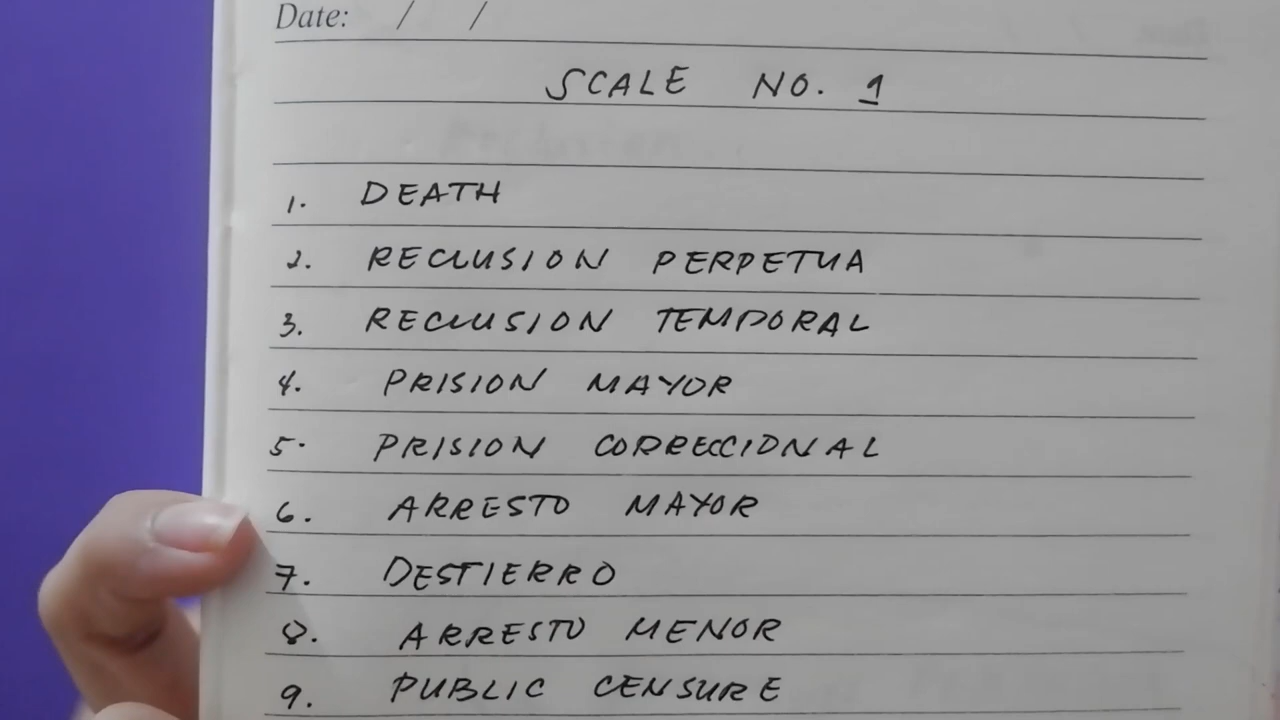 Date: / /
SCALE NO. 1
1. DEATH
2. RECLUSION PERPETUA
3. RECLUSION TEMPORAL
4. PRISION MAYOR
5. PRISION CORRECCIONAL
6. ARRESTO MAYOR
7. DESTIERRO
8. ARRESTO MENOR
9. PUBLIC CENSURE